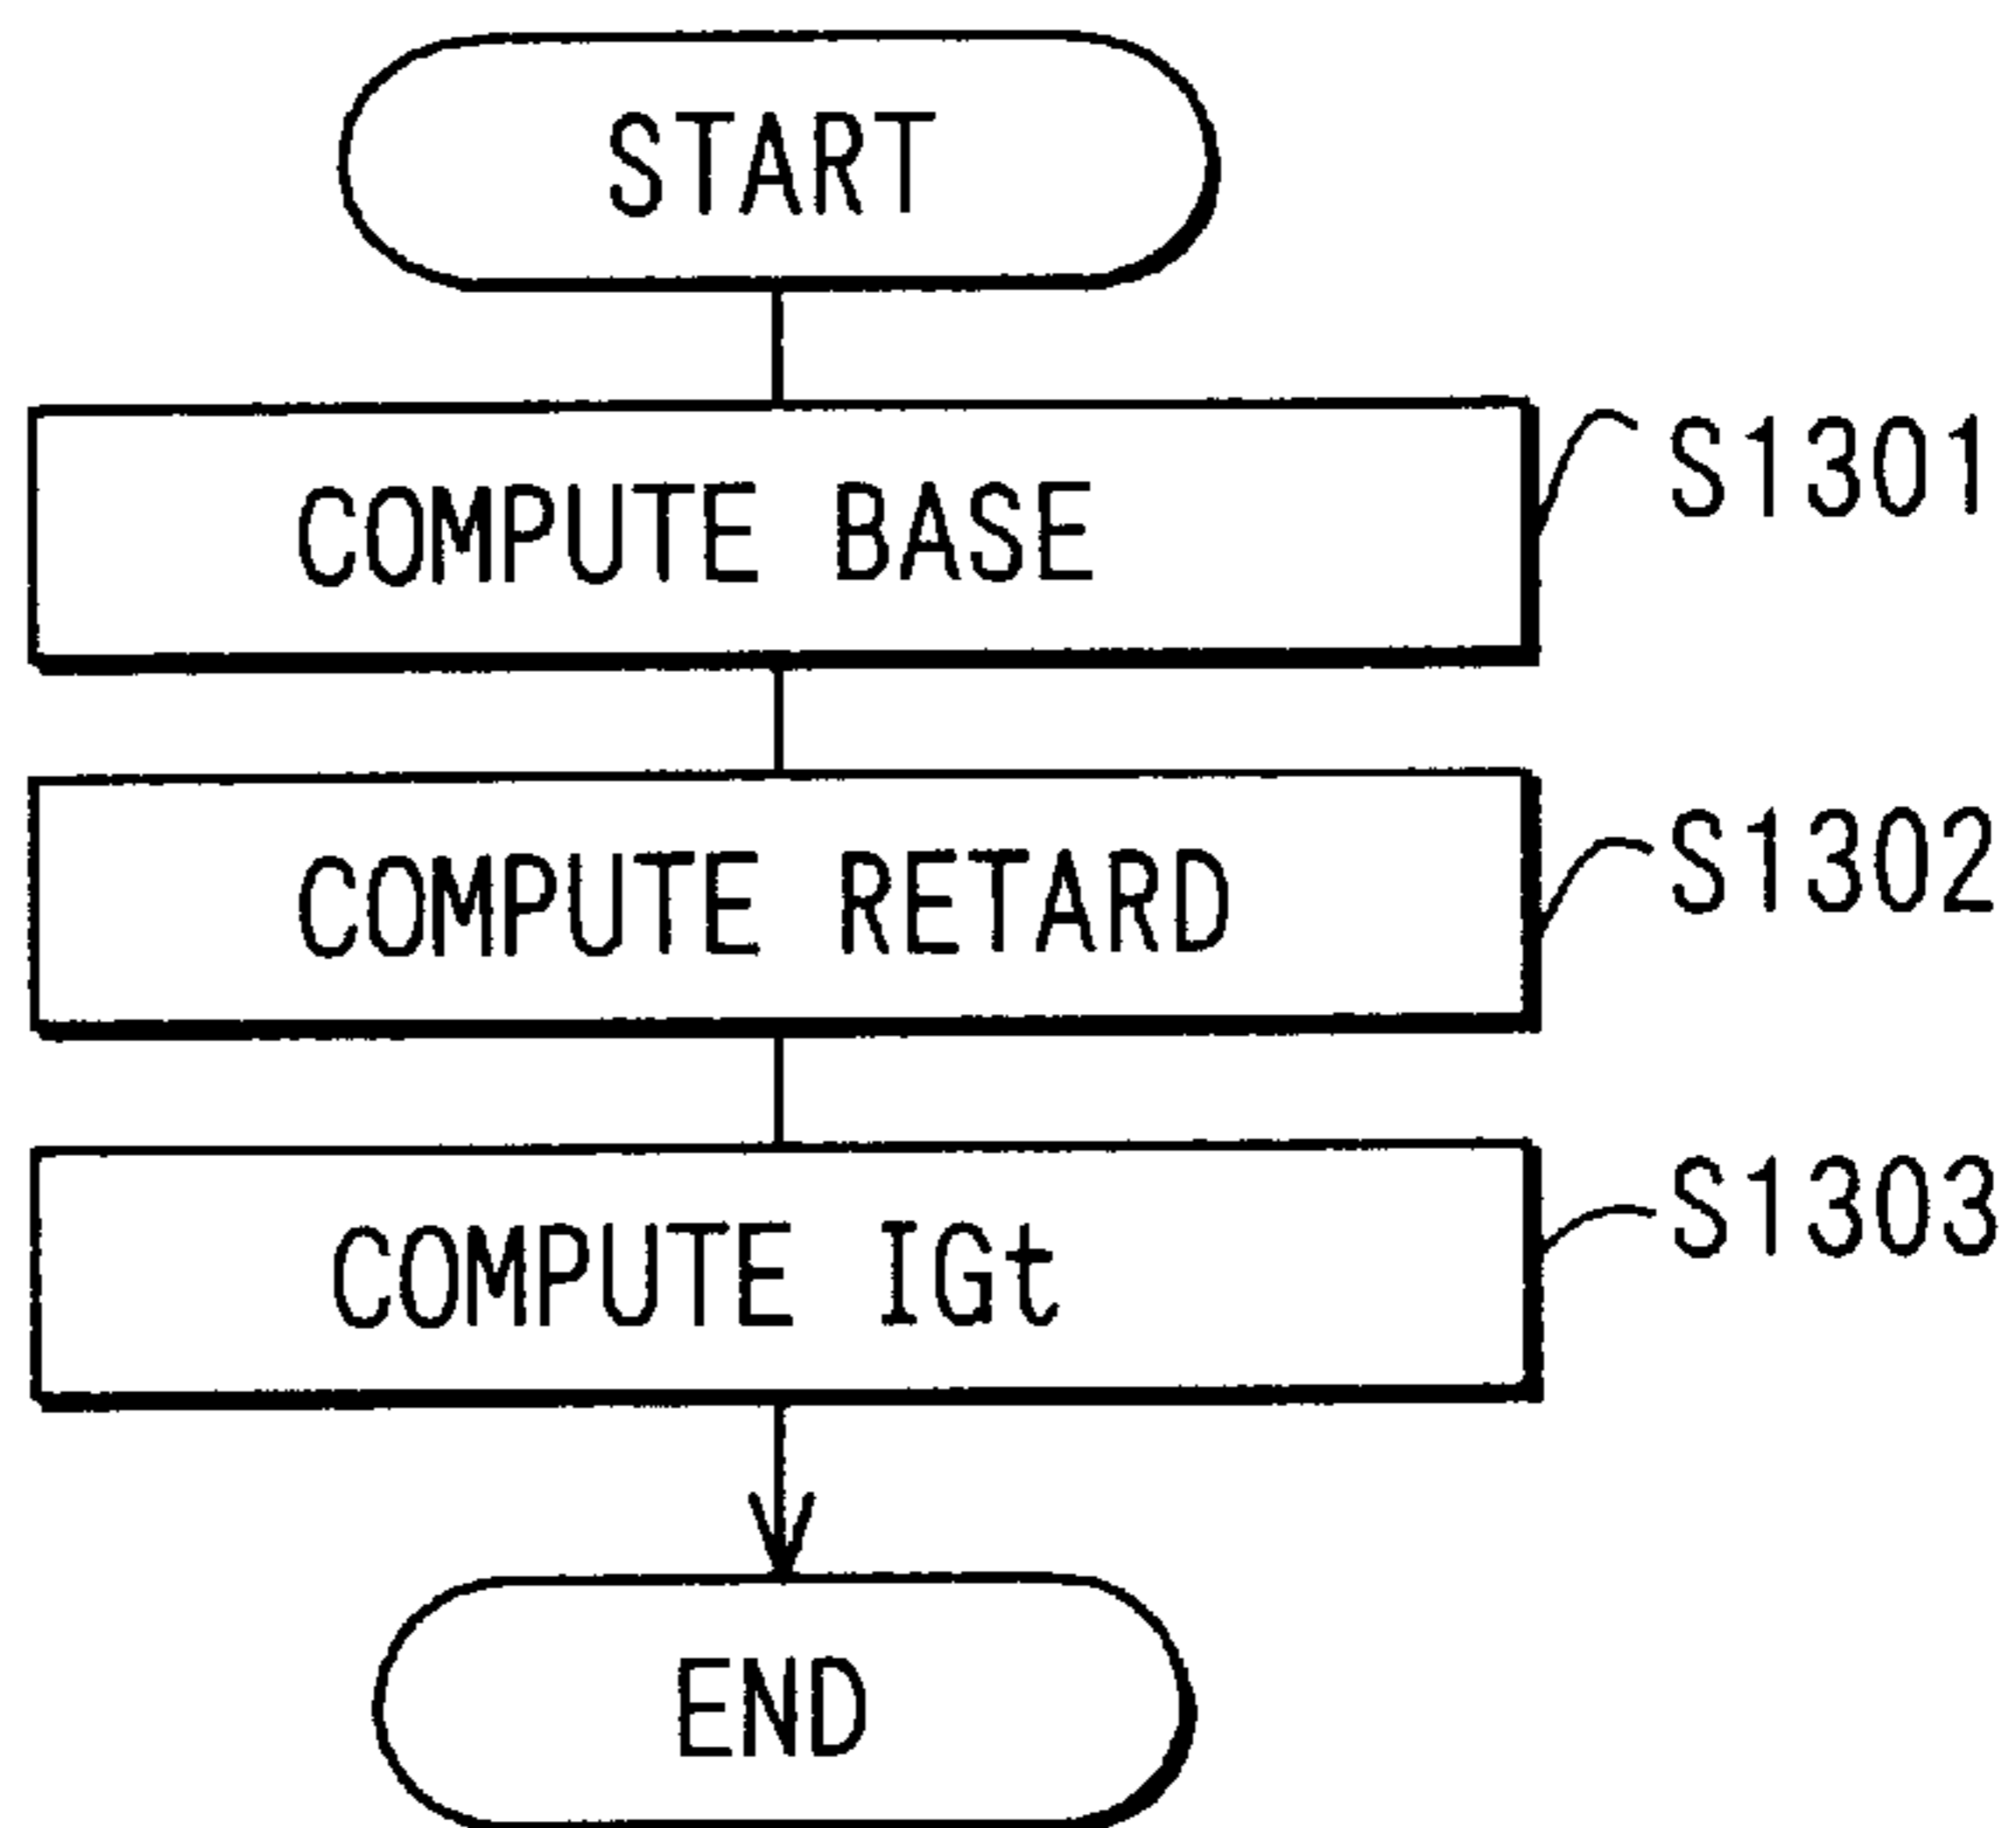 START
COMPUTE BASE
S1301
COMPUTE RETARD
S1302
COMPUTE IGt
S1303
END